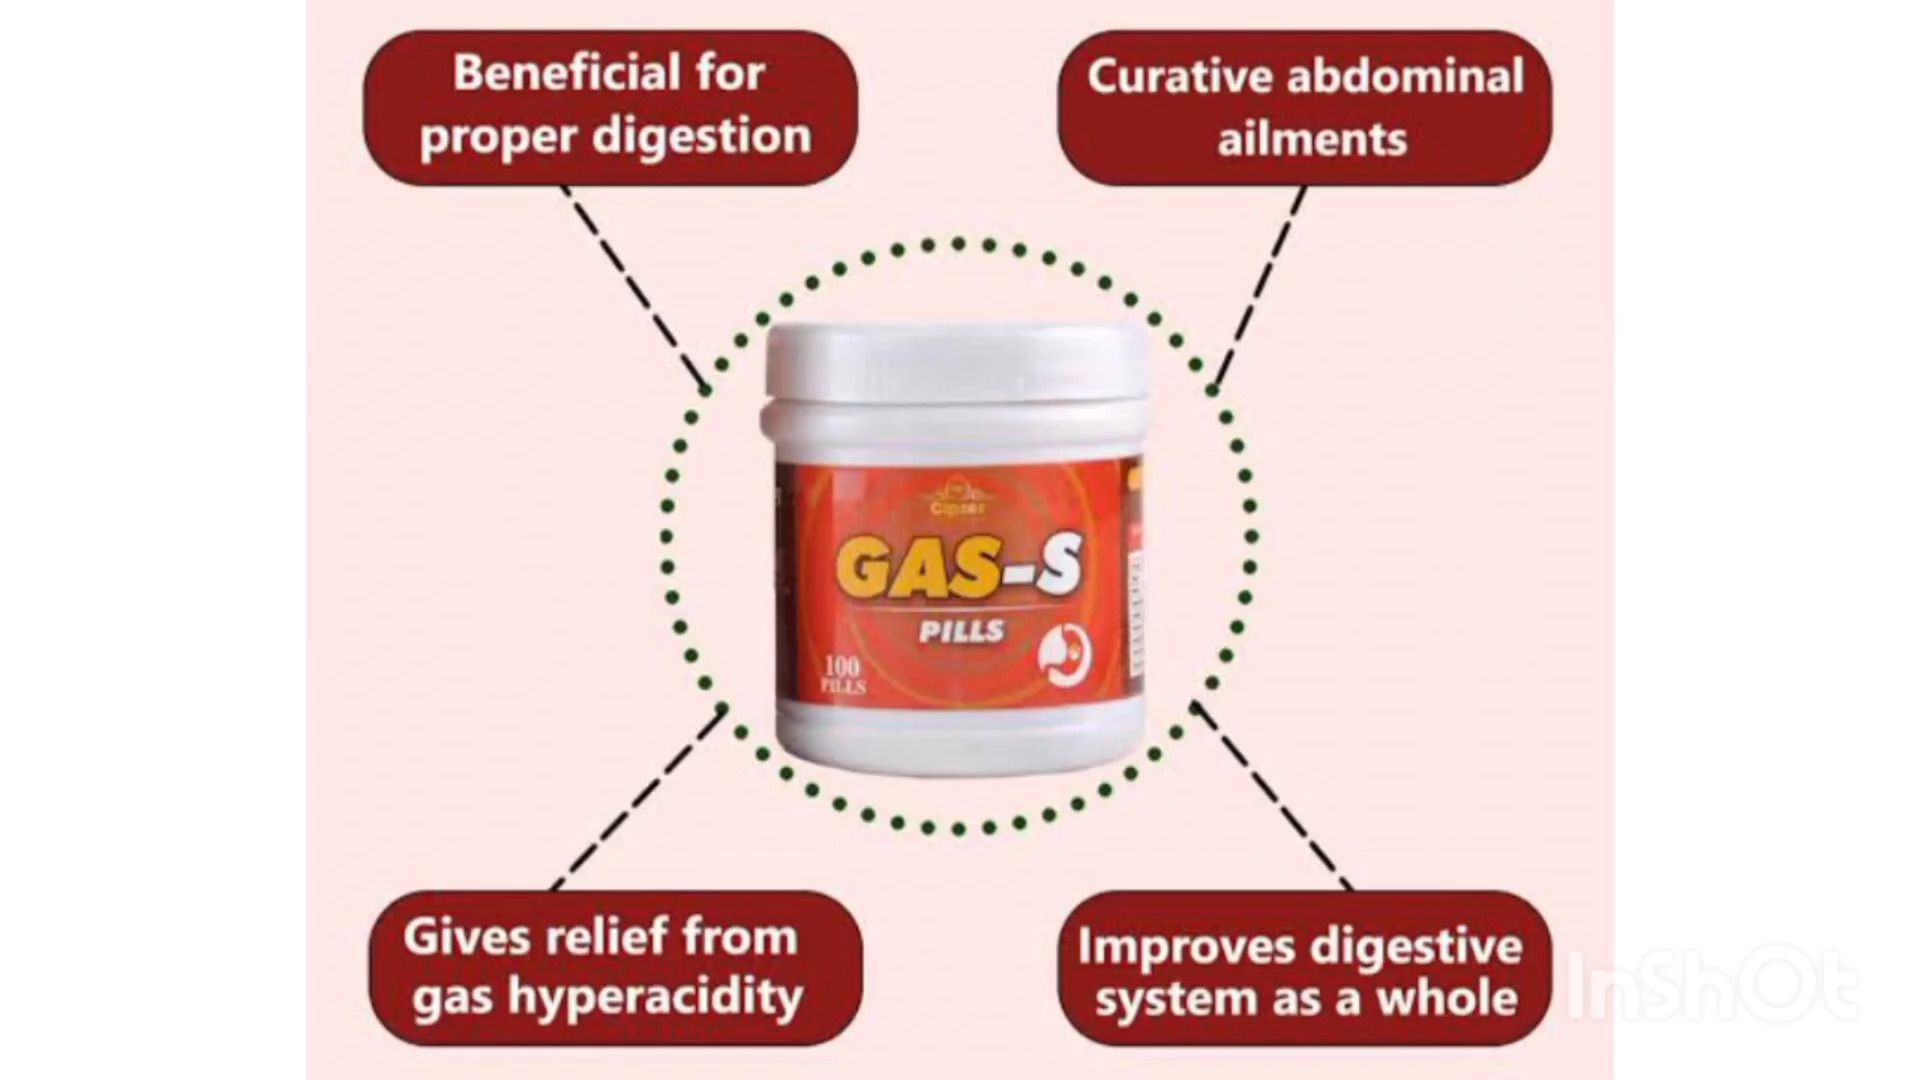 Beneficial for
proper digestion
Curative abdominal
ailments
GAS-S
PILLS
100
PILLS
Gives relief from
gas hyperacidity
Improves digestive
system as a whole
InShOt